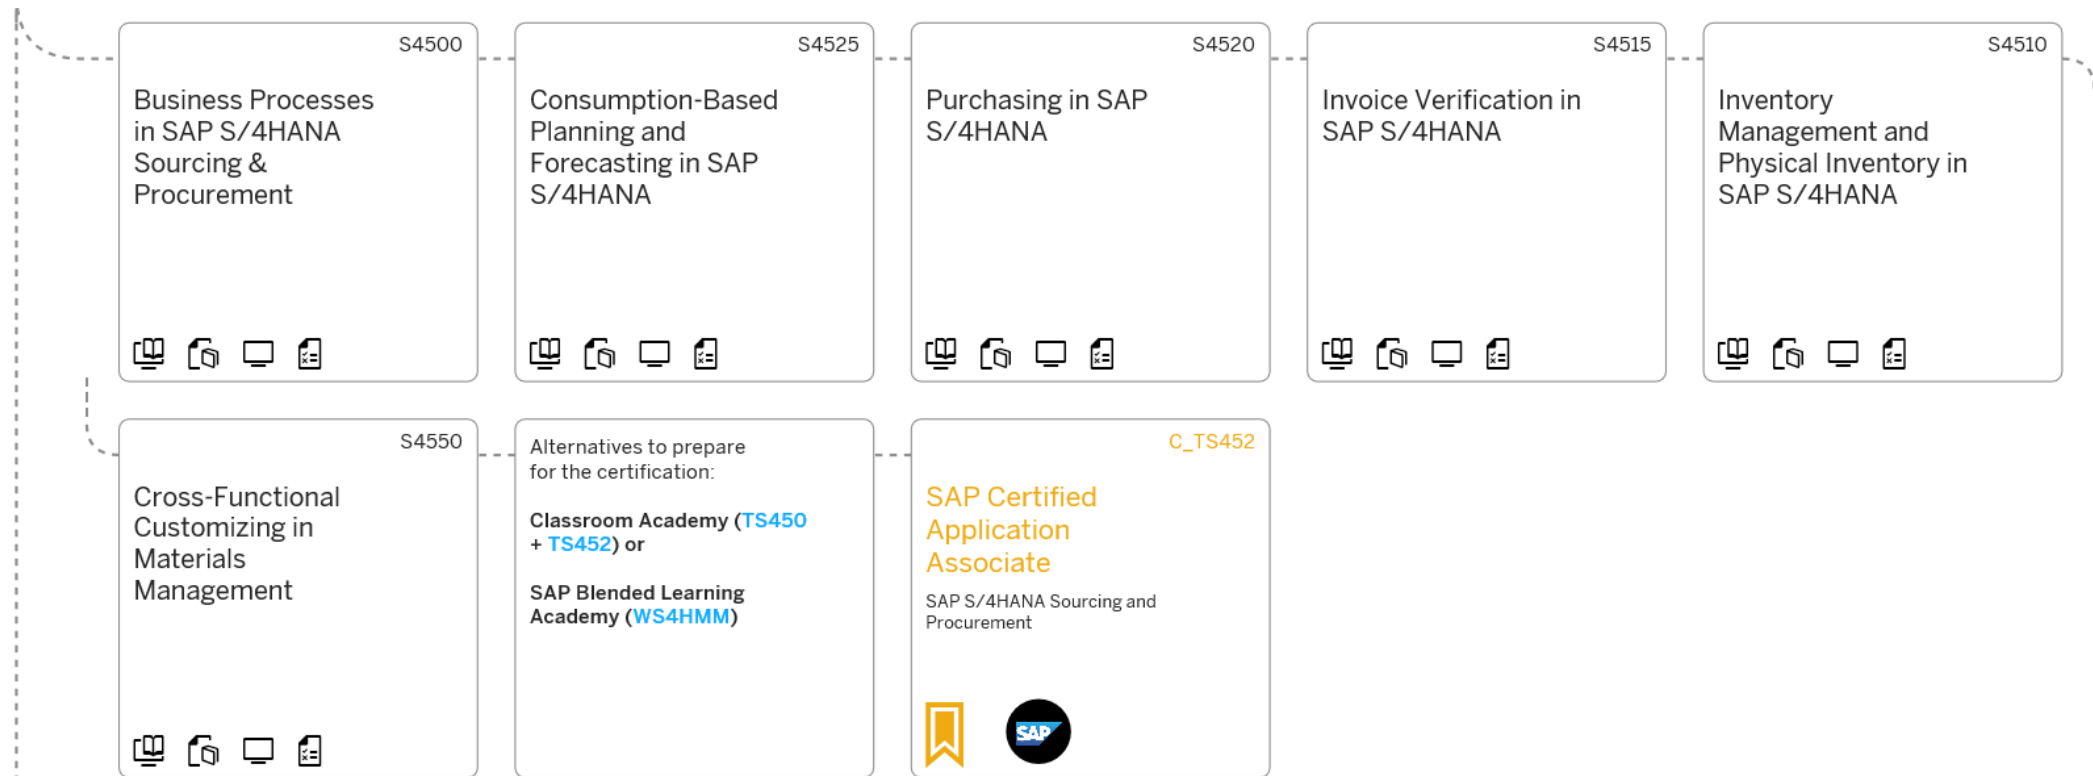 S4500
Business Processes
in SAP S/4HANA
Sourcing &
Procurement
S4525
Consumption-Based
Planning and
Forecasting in SAP
S/4HANA
S4520
Purchasing in SAP
S/4HANA
S4515
Invoice Verification in
SAP S/4HANA
S4510
Inventory
Management and
Physical Inventory in
SAP S/4HANA
S4550
Cross-Functional
Customizing in
Materials
Management
Alternatives to prepare
for the certification:
Classroom Academy (TS450
+ TS452) or
SAP Blended Learning
Academy (WS4HMM)
C_TS452
SAP Certified
Application
Associate
SAP S/4HANA Sourcing and
Procurement
SAP